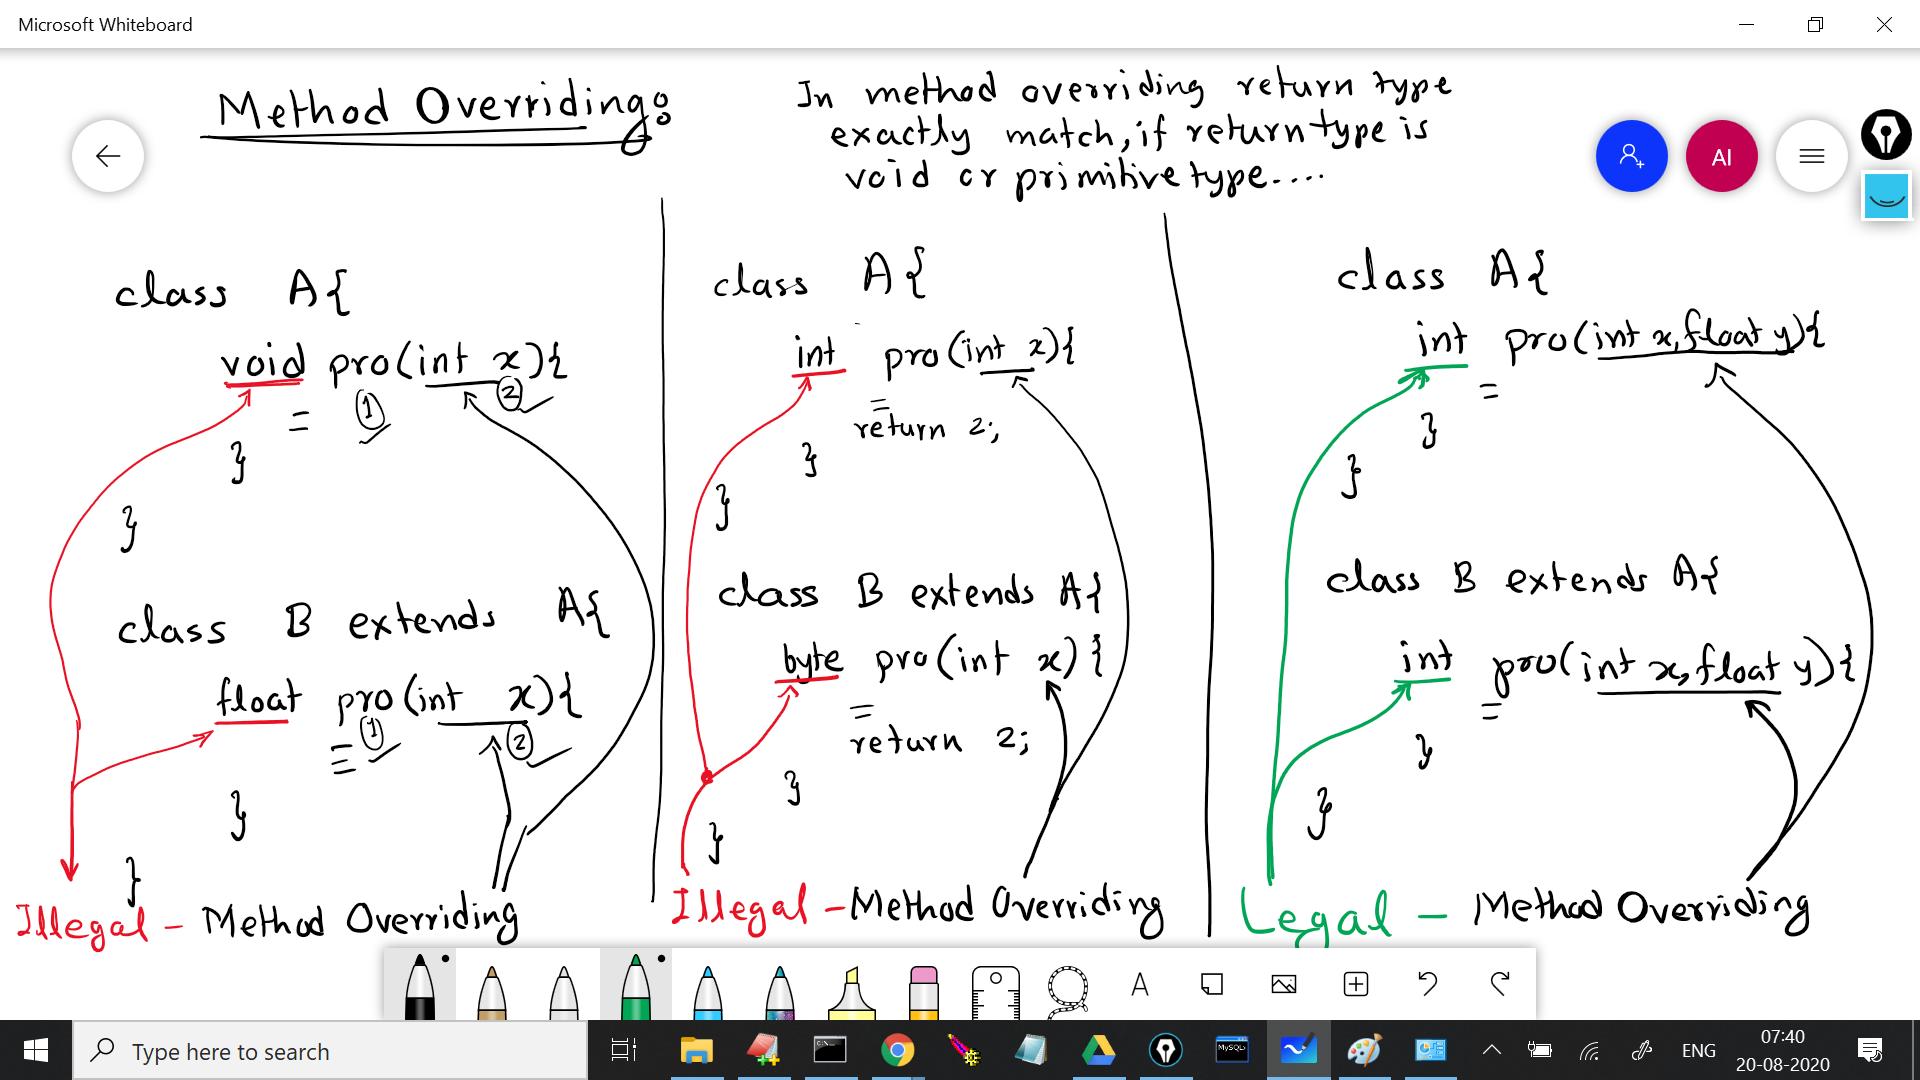 Microsoft Whiteboard
Method Overriding:
In method overriding return type
exactly match, if return type is
void or primitive type....
AI
class A{
void pro(int x){
= 1 2
}
}
class B extends A{
float pro(int x){
= 1 2
}
}
Illegal - Method Overriding
class A{
int pro(int x){
=
return 2;
}
}
class B extends A{
byte pro(int x){
=
return 2;
}
}
Illegal - Method Overriding
class A{
int pro(int x, float y){
=
}
}
class B extends A{
int pro(int x, float y){
=
}
}
Legal - Method Overriding
A
Type here to search
C:\_
MySQL
ENG
07:40
20-08-2020